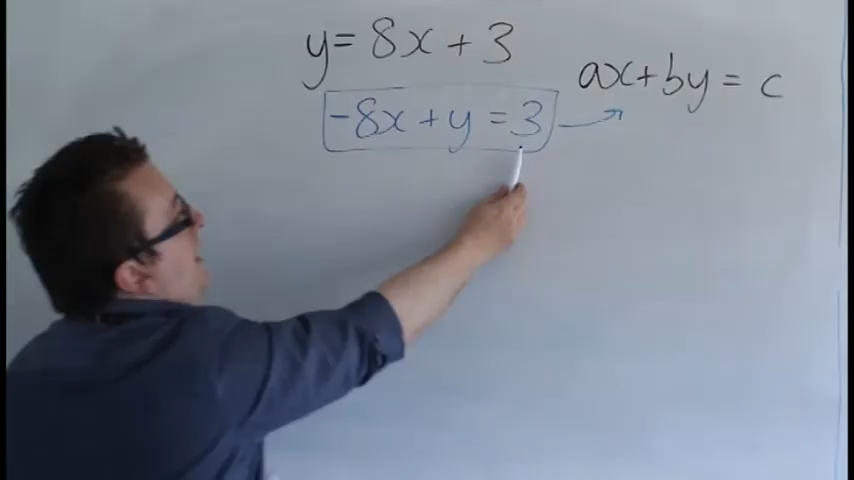 y = 8x + 3
ax + by = c
-8x + y = 3